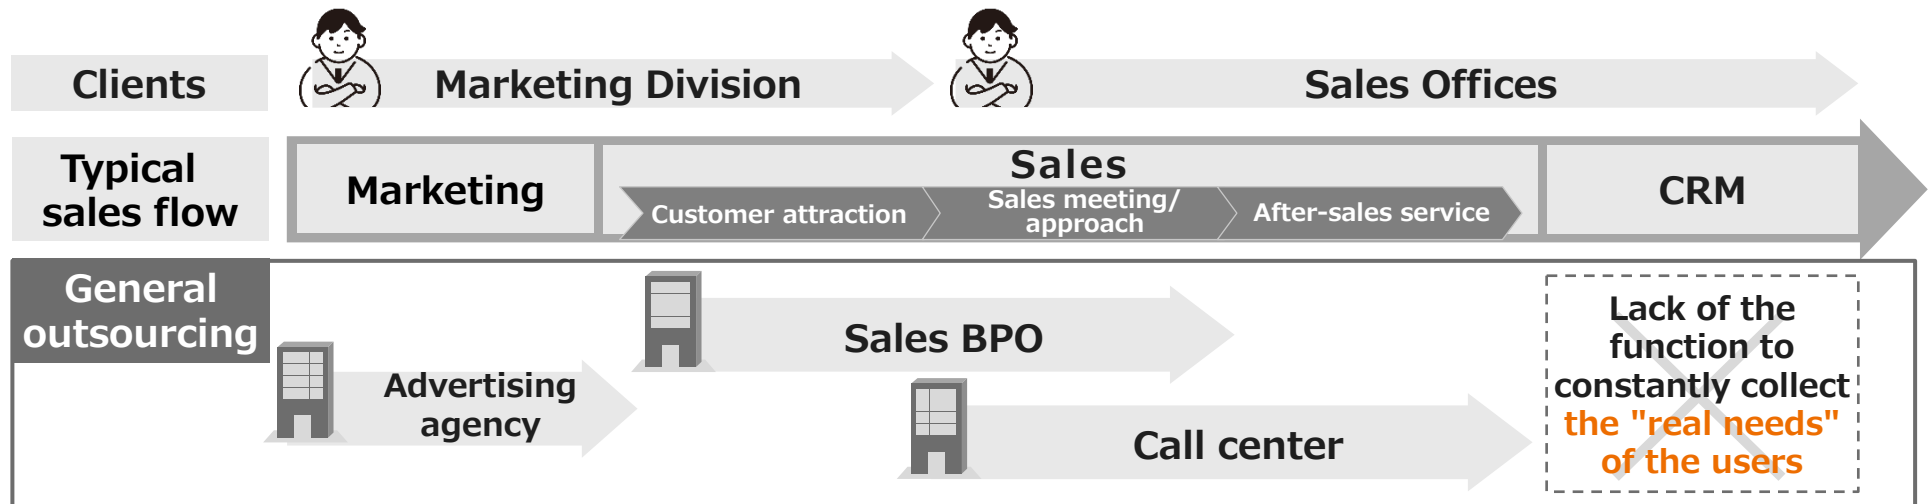 Clients
Marketing Division
Sales Offices
Typical
sales flow
Marketing
Sales
Customer attraction
Sales meeting/
approach
After-sales service
CRM
General
outsourcing
Advertising
agency
Sales BPO
Call center
Lack of the
function to
constantly collect
the "real needs"
of the users